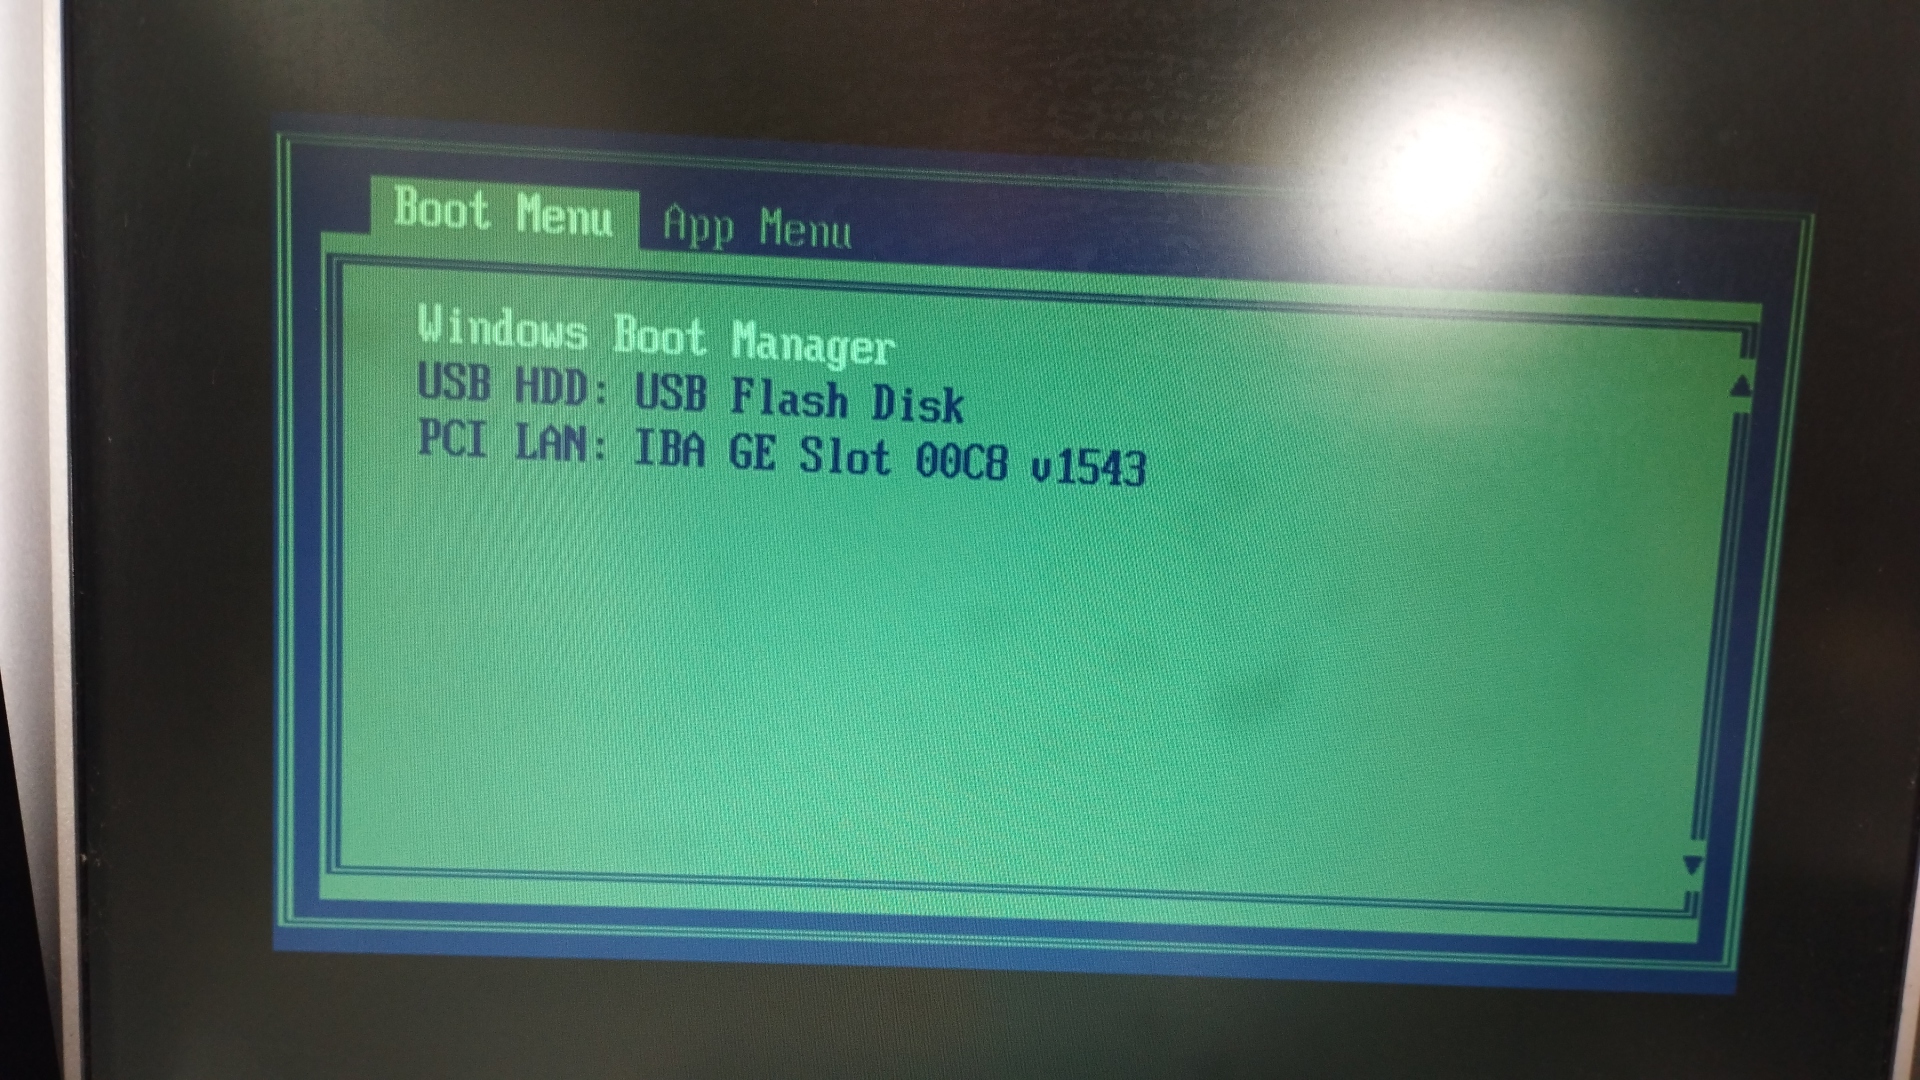 Boot Menu App Menu
Windows Boot Manager
USB HDD: USB Flash Disk
PCI LAN: IBA GE Slot 00C8 v1543